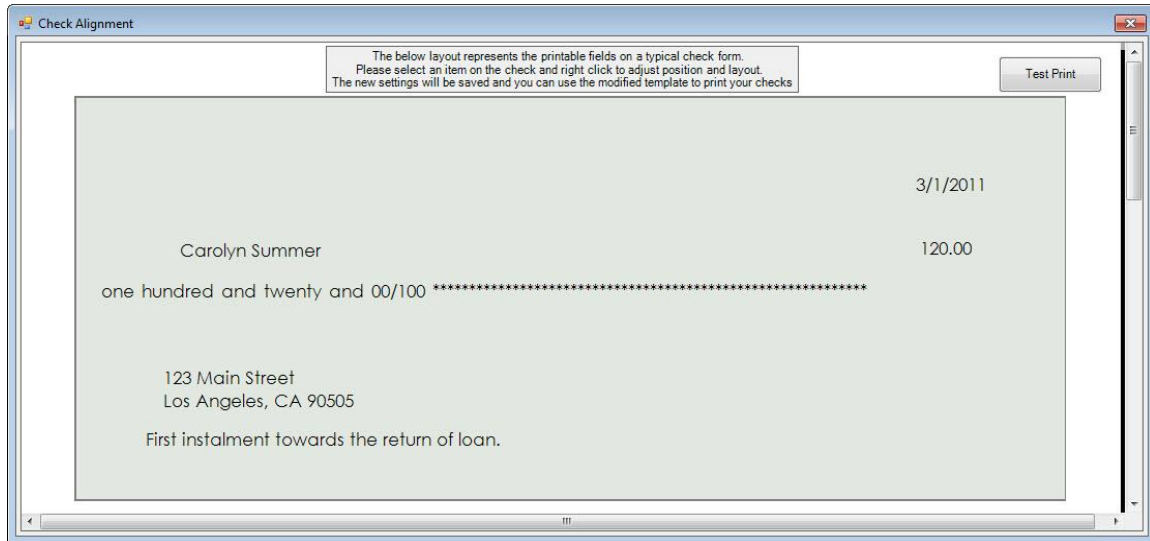 Check Alignment
The below layout represents the printable fields on a typical check form.
Please select an item on the check and right click to adjust position and layout.
The new settings will be saved and you can use the modified template to print your checks
Test Print
3/1/2011
Carolyn Summer 120.00
one hundred and twenty and 00/100 ************************************************************
123 Main Street
Los Angeles, CA 90505
First instalment towards the return of loan.